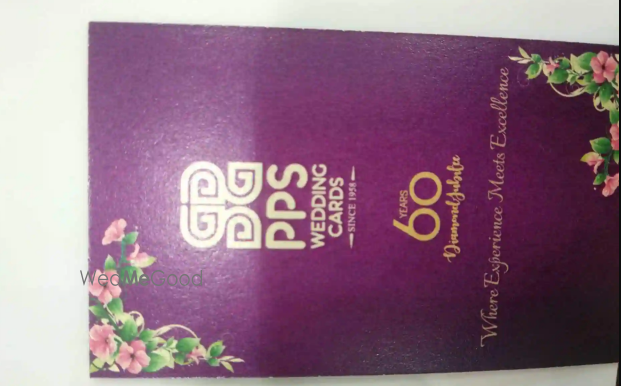 PPS
WEDDING
CARDS
SINCE 1958
60
YEARS
Diamond Jubilee
Where Experience Meets Excellence
WedMeGood